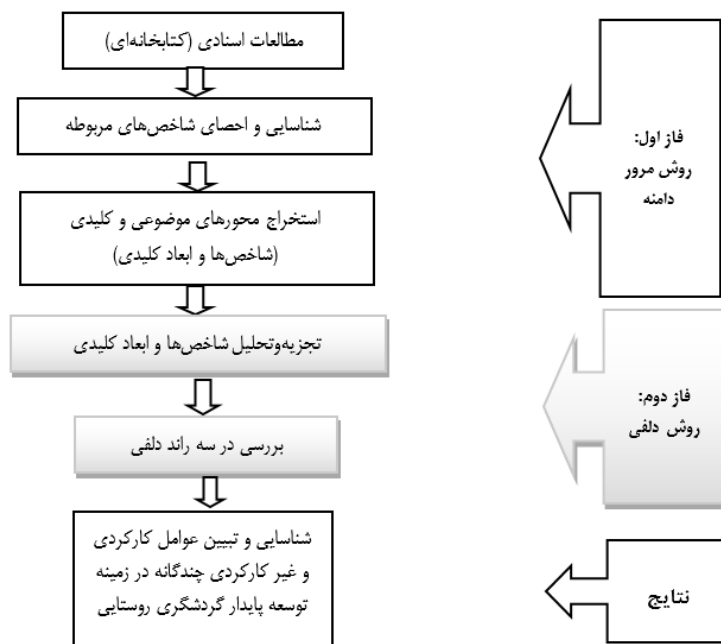 مطالعات اسنادی (کتابخانه‌ای)
شناسایی و احصای شاخص‌های مربوطه
استخراج محورهای موضوعی و کلیدی
(شاخص‌ها و ابعاد کلیدی)
تجزیه‌وتحلیل شاخص‌ها و ابعاد کلیدی
بررسی در سه راند دلفی
شناسایی و تبیین عوامل کارکردی
و غیر کارکردی چندگانه در زمینه
توسعه پایدار گردشگری روستایی
فاز اول:
روش مرور
دامنه
فاز دوم:
روش دلفی
نتایج